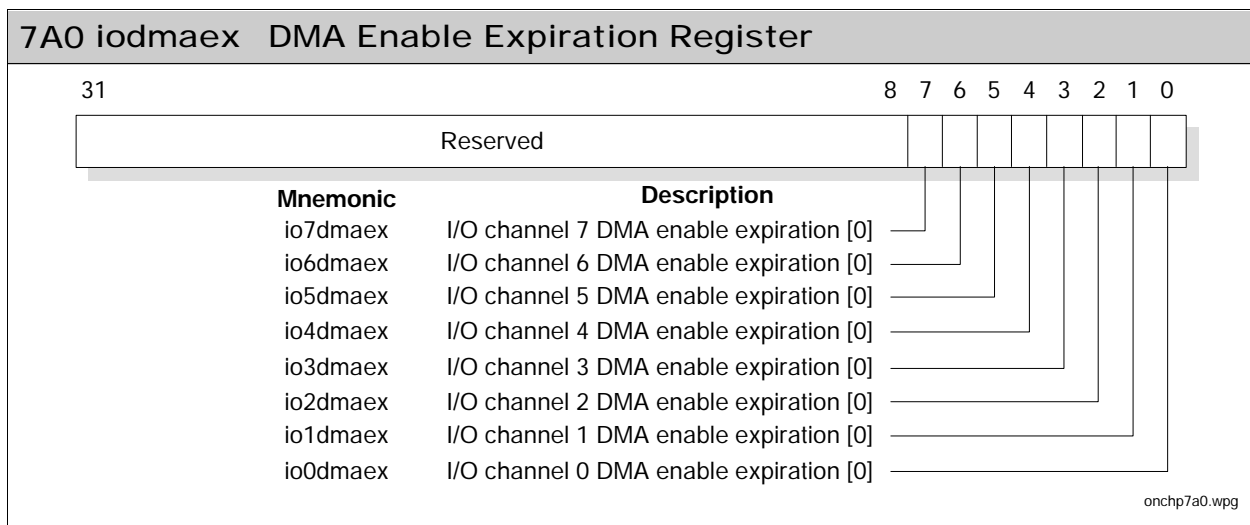 7A0 iodmaex DMA Enable Expiration Register
31 8 7 6 5 4 3 2 1 0
Reserved
Mnemonic Description
io7dmaex I/O channel 7 DMA enable expiration [0]
io6dmaex I/O channel 6 DMA enable expiration [0]
io5dmaex I/O channel 5 DMA enable expiration [0]
io4dmaex I/O channel 4 DMA enable expiration [0]
io3dmaex I/O channel 3 DMA enable expiration [0]
io2dmaex I/O channel 2 DMA enable expiration [0]
io1dmaex I/O channel 1 DMA enable expiration [0]
io0dmaex I/O channel 0 DMA enable expiration [0]
onchp7a0.wpg